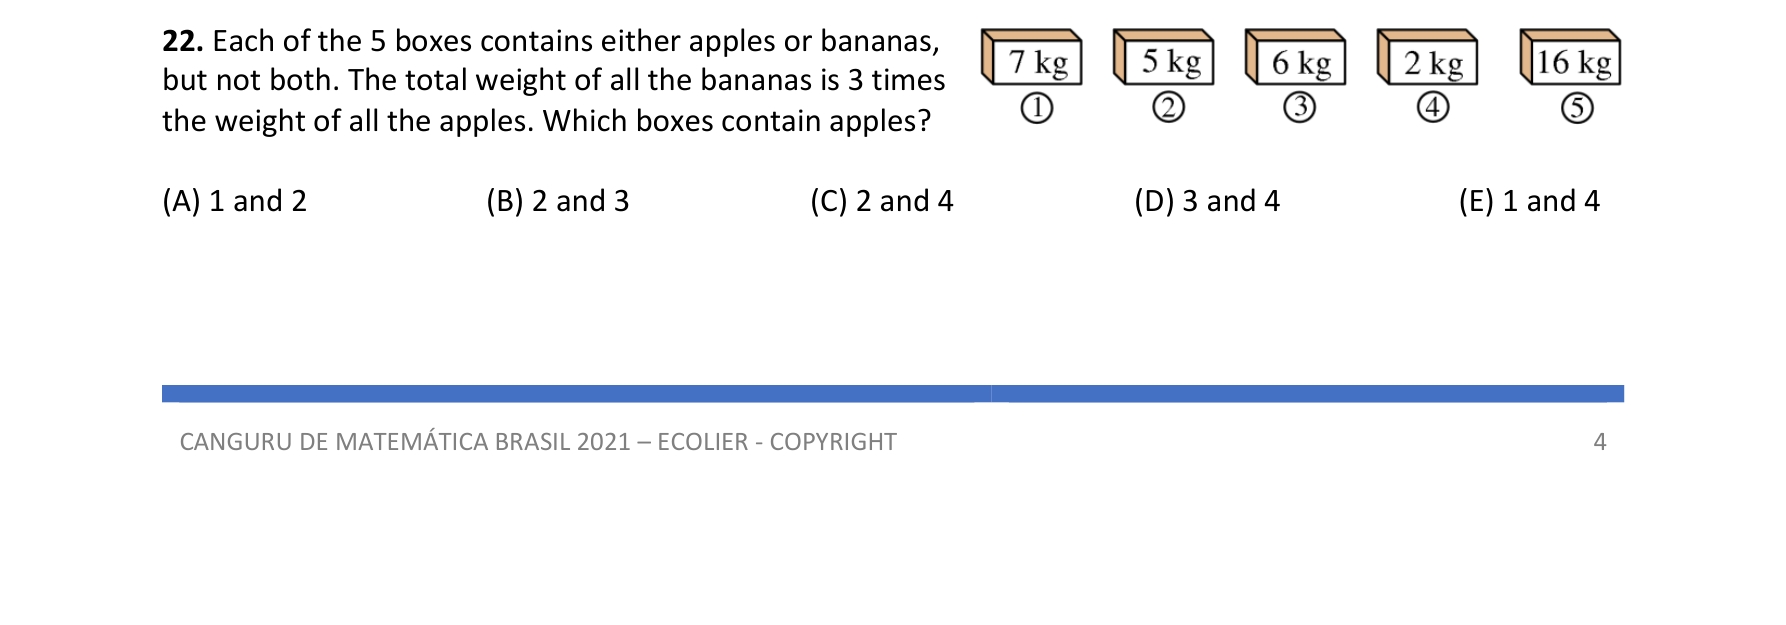 22. Each of the 5 boxes contains either apples or bananas,
but not both. The total weight of all the bananas is 3 times
the weight of all the apples. Which boxes contain apples?
7 kg 5 kg 6 kg 2 kg 16 kg
① ② ③ ④ ⑤
(A) 1 and 2 (B) 2 and 3 (C) 2 and 4 (D) 3 and 4 (E) 1 and 4
CANGURU DE MATEMÁTICA BRASIL 2021 – ECOLIER - COPYRIGHT 4